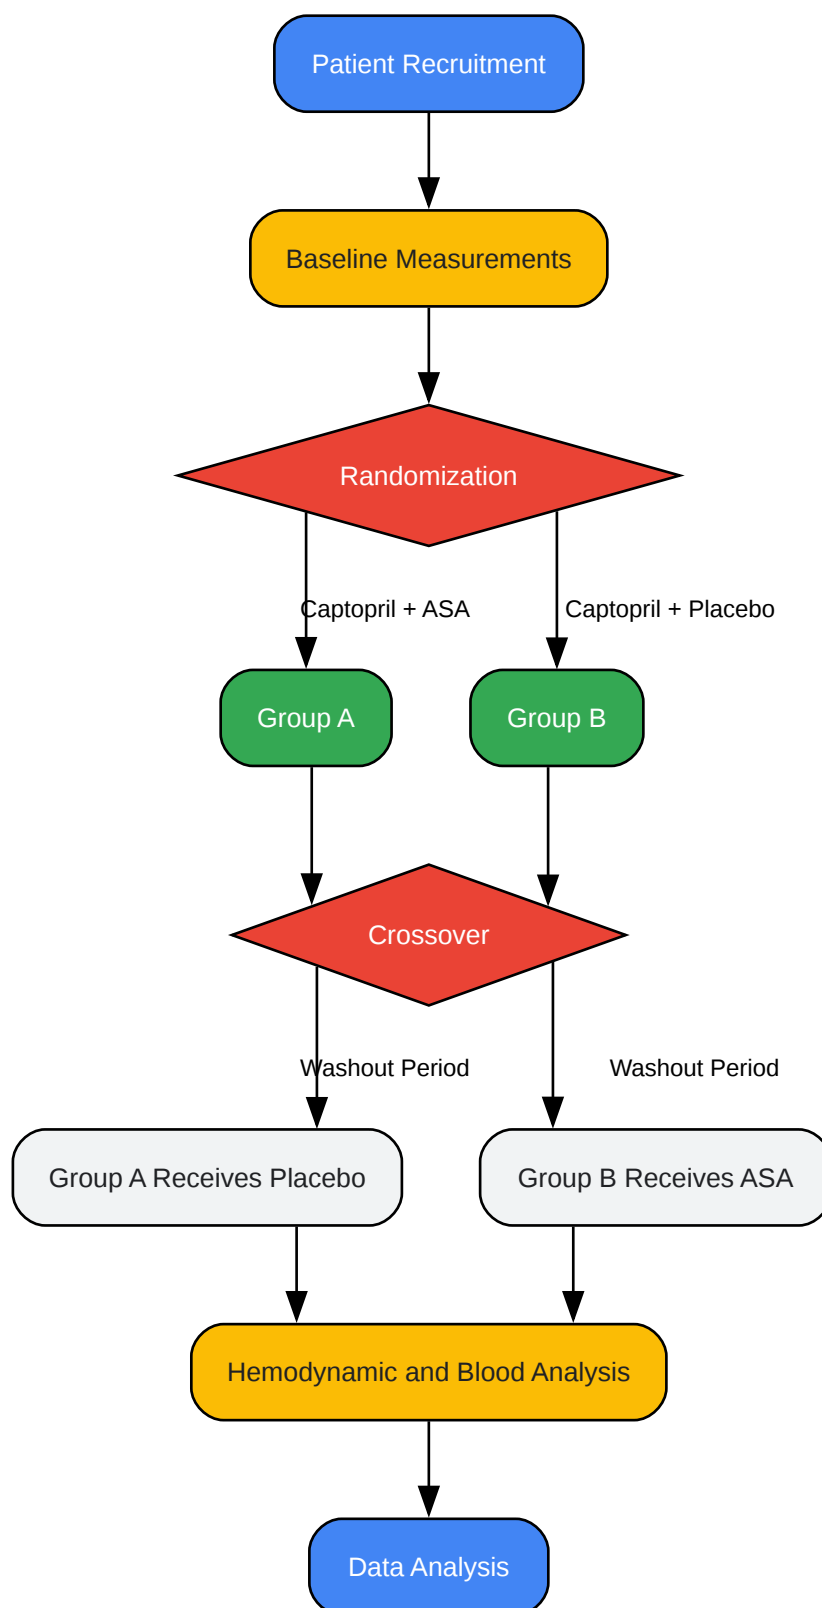 Patient Recruitment
Baseline Measurements
Randomization
Captopril + ASA
Captopril + Placebo
Group A
Group B
Crossover
Washout Period
Washout Period
Group A Receives Placebo
Group B Receives ASA
Hemodynamic and Blood Analysis
Data Analysis